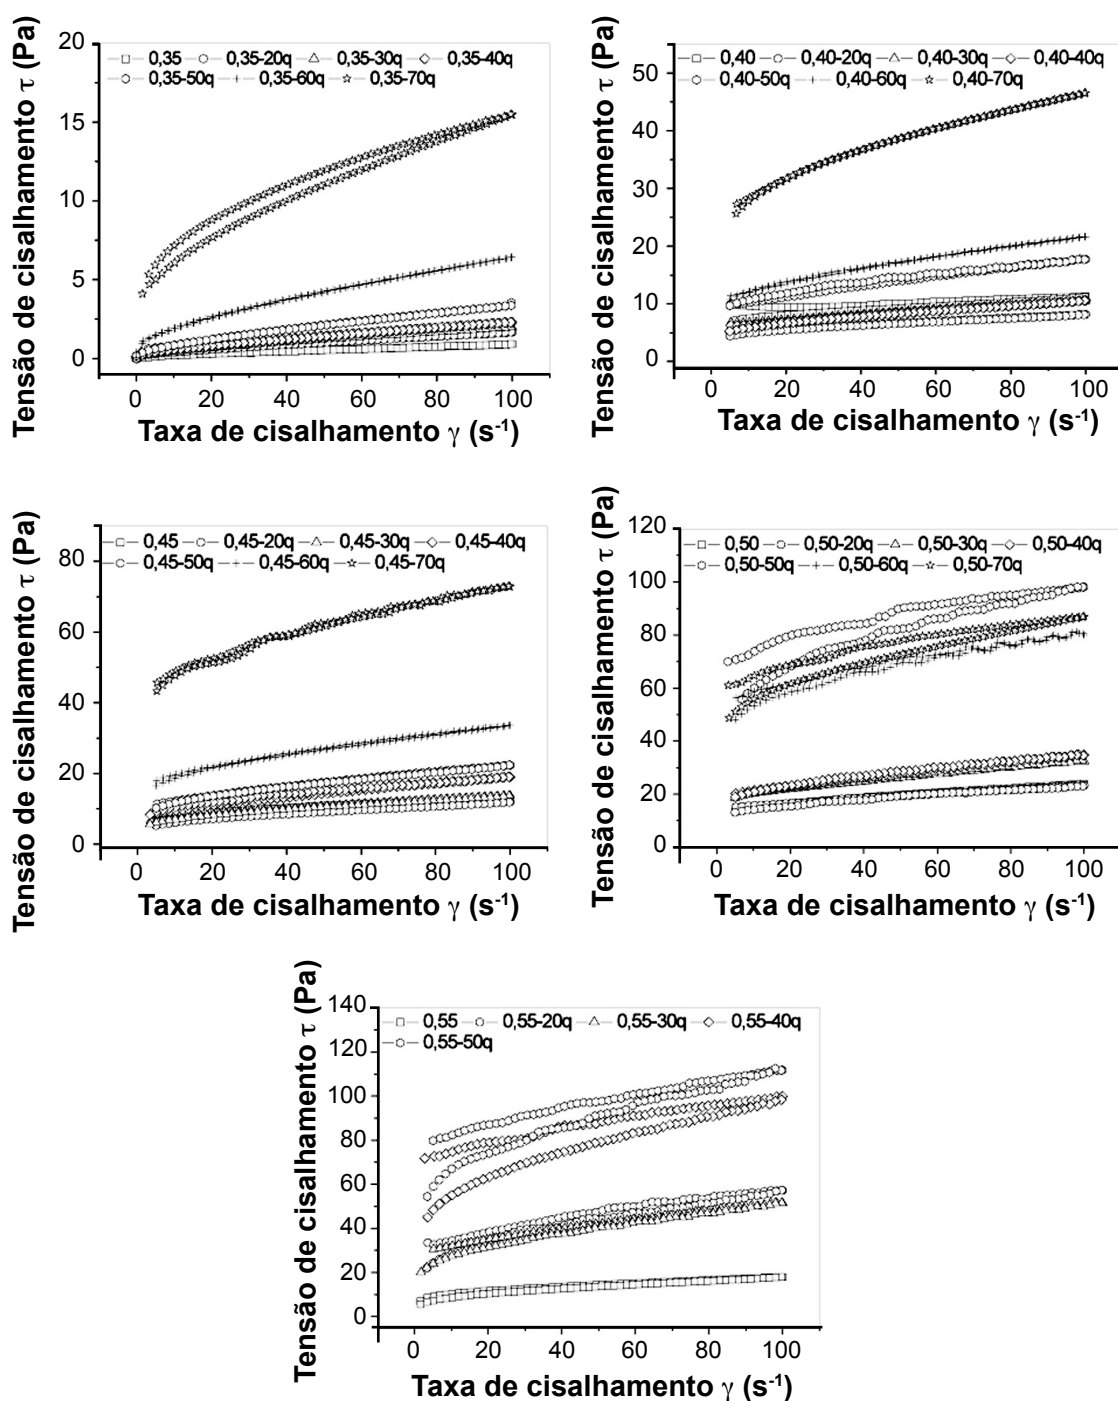 Tensão de cisalhamento τ (Pa)
20
15
10
5
0
0,35 0,35-20q 0,35-30q 0,35-40q
0,35-50q 0,35-60q 0,35-70q
0 20 40 60 80 100
Taxa de cisalhamento γ (s⁻¹)
Tensão de cisalhamento τ (Pa)
50
40
30
20
10
0
0,40 0,40-20q 0,40-30q 0,40-40q
0,40-50q 0,40-60q 0,40-70q
0 20 40 60 80 100
Taxa de cisalhamento γ (s⁻¹)
Tensão de cisalhamento τ (Pa)
80
60
40
20
0
0,45 0,45-20q 0,45-30q 0,45-40q
0,45-50q 0,45-60q 0,45-70q
0 20 40 60 80 100
Taxa de cisalhamento γ (s⁻¹)
Tensão de cisalhamento τ (Pa)
120
100
80
60
40
20
0
0,50 0,50-20q 0,50-30q 0,50-40q
0,50-50q 0,50-60q 0,50-70q
0 20 40 60 80 100
Taxa de cisalhamento γ (s⁻¹)
Tensão de cisalhamento τ (Pa)
140
120
100
80
60
40
20
0
0,55 0,55-20q 0,55-30q 0,55-40q
0,55-50q
0 20 40 60 80 100
Taxa de cisalhamento γ (s⁻¹)